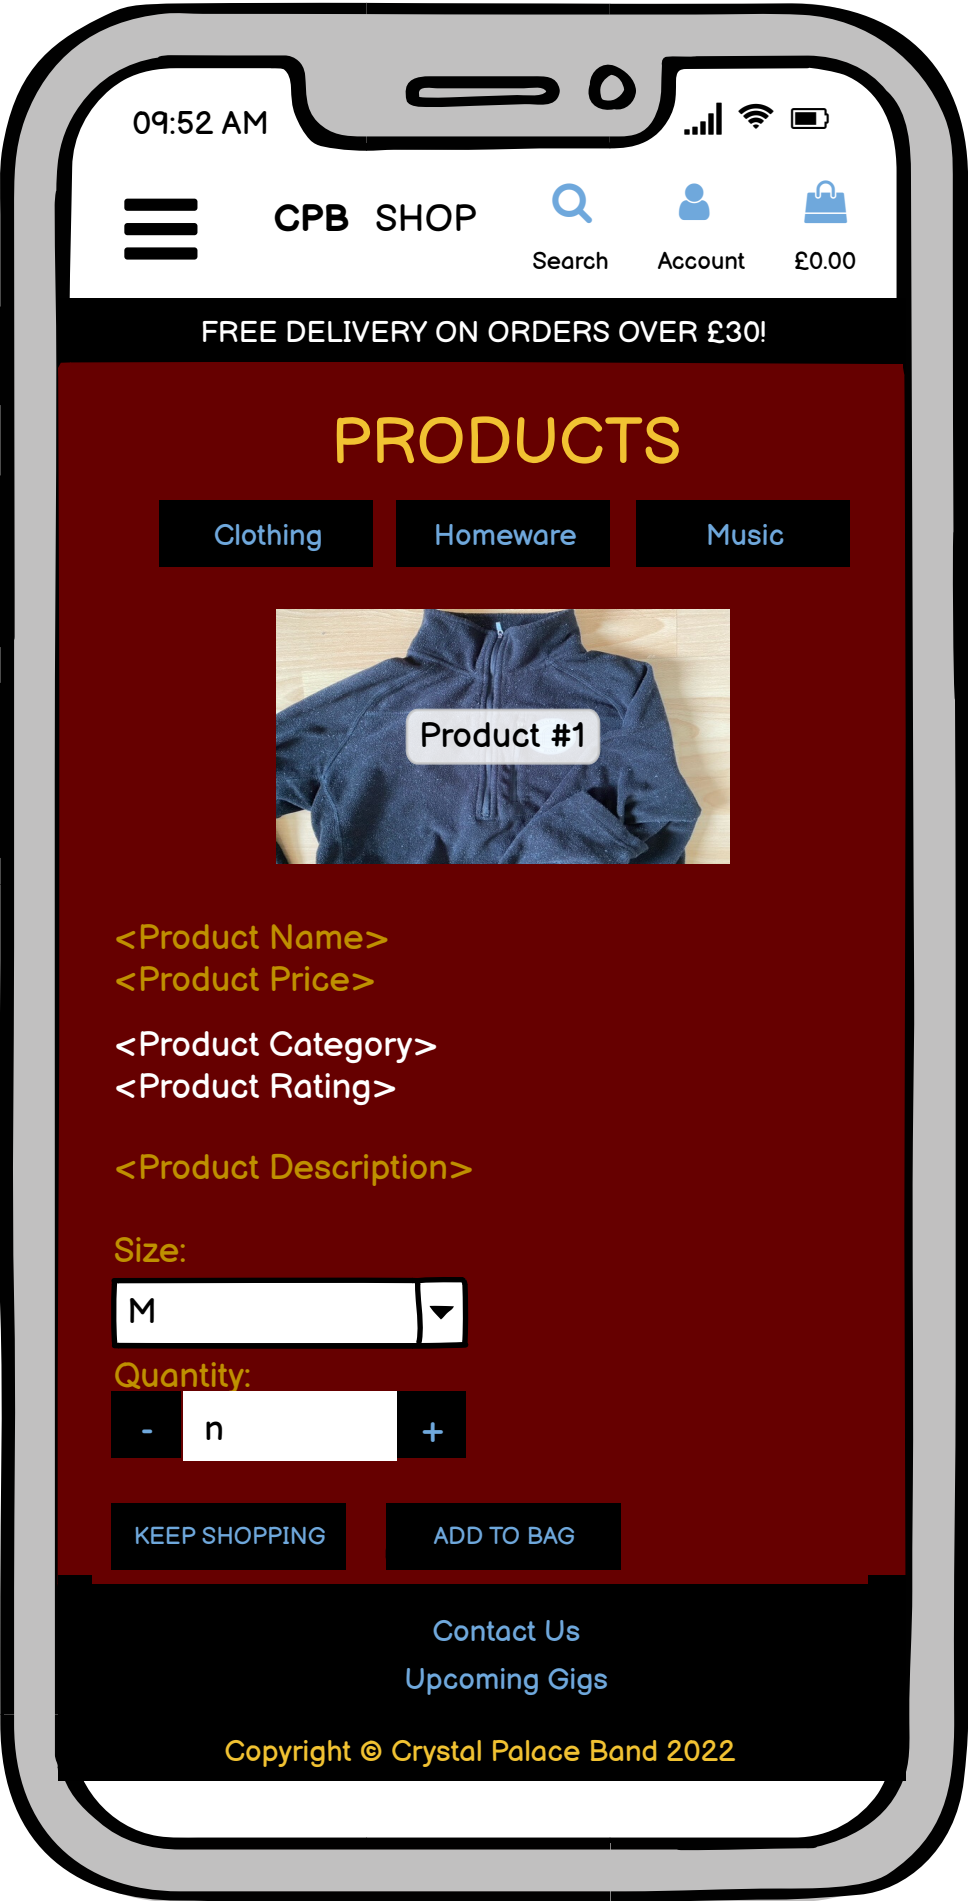 09:52 AM
CPB SHOP
Search Account £0.00
FREE DELIVERY ON ORDERS OVER £30!
PRODUCTS
Clothing Homeware Music
Product #1
<Product Name>
<Product Price>
<Product Category>
<Product Rating>
<Product Description>
Size:
M
Quantity:
- n +
KEEP SHOPPING ADD TO BAG
Contact Us
Upcoming Gigs
Copyright © Crystal Palace Band 2022